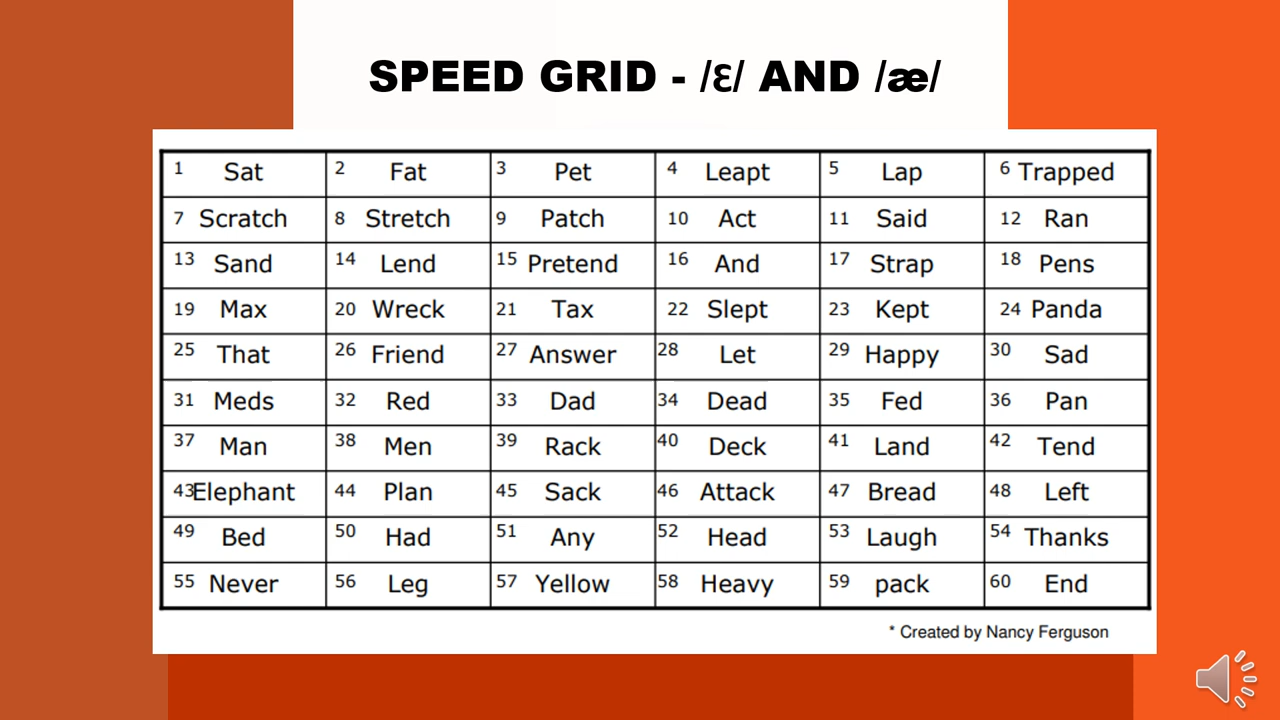 SPEED GRID - /ɛ/ AND /æ/
1 Sat 2 Fat 3 Pet 4 Leapt 5 Lap 6 Trapped
7 Scratch 8 Stretch 9 Patch 10 Act 11 Said 12 Ran
13 Sand 14 Lend 15 Pretend 16 And 17 Strap 18 Pens
19 Max 20 Wreck 21 Tax 22 Slept 23 Kept 24 Panda
25 That 26 Friend 27 Answer 28 Let 29 Happy 30 Sad
31 Meds 32 Red 33 Dad 34 Dead 35 Fed 36 Pan
37 Man 38 Men 39 Rack 40 Deck 41 Land 42 Tend
43 Elephant 44 Plan 45 Sack 46 Attack 47 Bread 48 Left
49 Bed 50 Had 51 Any 52 Head 53 Laugh 54 Thanks
55 Never 56 Leg 57 Yellow 58 Heavy 59 pack 60 End
* Created by Nancy Ferguson